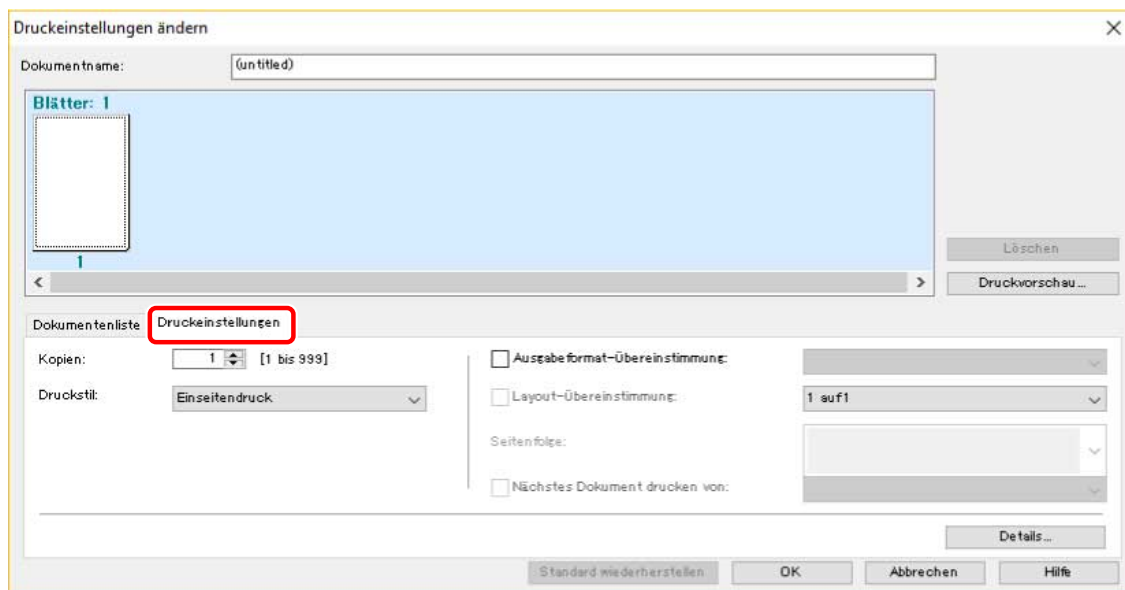 Druckeinstellungen ändern
Dokumentname: (untitled)
Blätter: 1
1
Löschen
Druckvorschau...
Dokumentenliste Druckeinstellungen
Kopien: 1 [1 bis 999]
Ausgabeformat-Übereinstimmung:
Druckstil: Einseitendruck
Layout-Übereinstimmung: 1 auf1
Seitenfolge:
Nächstes Dokument drucken von:
Details...
Standard wiederherstellen OK Abbrechen Hilfe